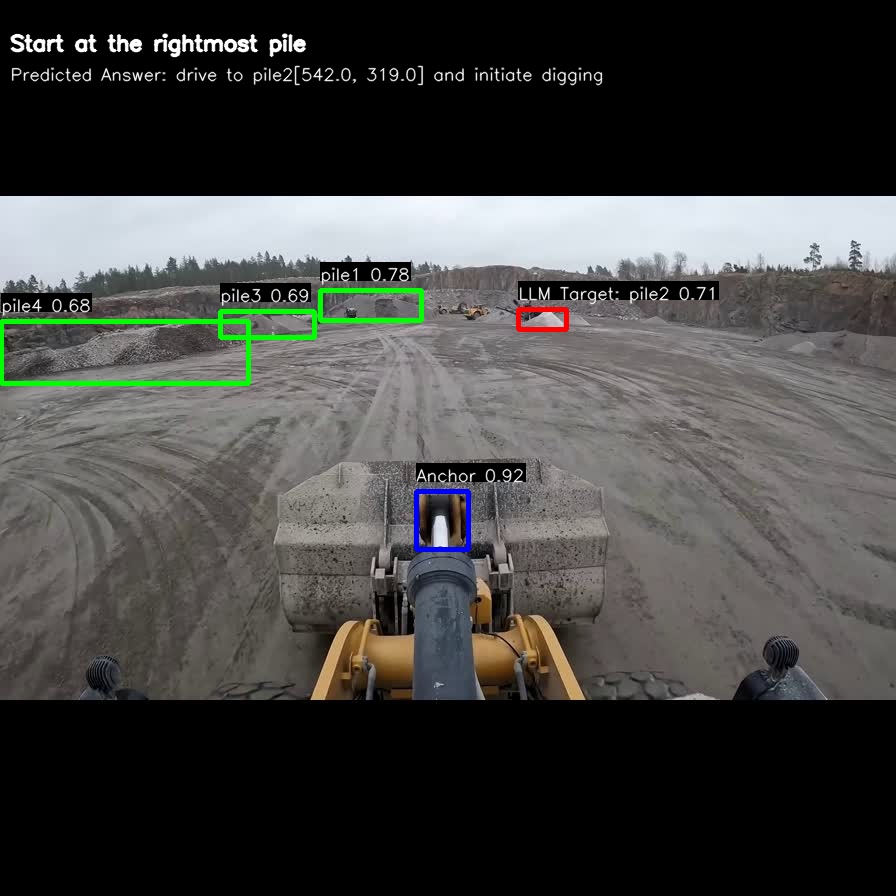 Start at the rightmost pile
Predicted Answer: drive to pile2[542.0, 319.0] and initiate digging
pile1 0.78
LLM Target: pile2 0.71
pile3 0.69
pile4 0.68
Anchor 0.92